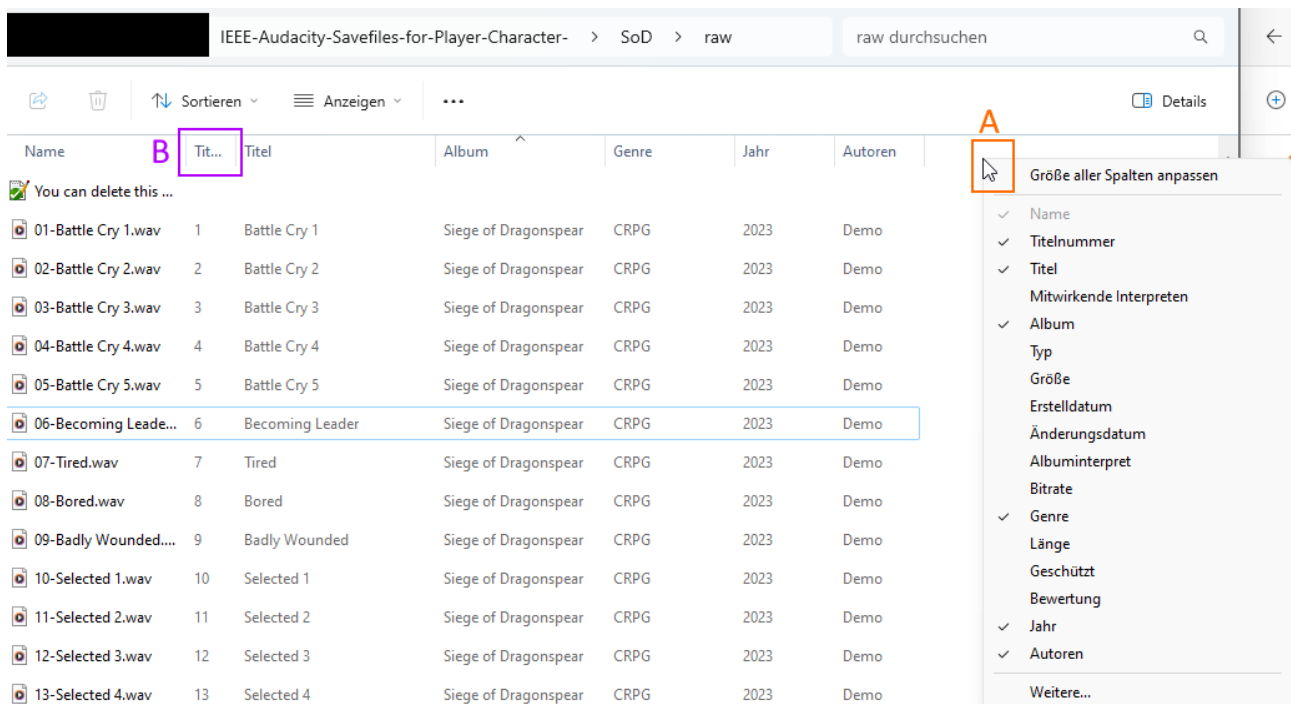 IEEE-Audacity-Savefiles-for-Player-Character- > SoD > raw
raw durchsuchen
Sortieren Anzeigen ... Details
A
B
Name Tit... Titel Album Genre Jahr Autoren
You can delete this ...
01-Battle Cry 1.wav 1 Battle Cry 1 Siege of Dragonspear CRPG 2023 Demo
02-Battle Cry 2.wav 2 Battle Cry 2 Siege of Dragonspear CRPG 2023 Demo
03-Battle Cry 3.wav 3 Battle Cry 3 Siege of Dragonspear CRPG 2023 Demo
04-Battle Cry 4.wav 4 Battle Cry 4 Siege of Dragonspear CRPG 2023 Demo
05-Battle Cry 5.wav 5 Battle Cry 5 Siege of Dragonspear CRPG 2023 Demo
06-Becoming Leade... 6 Becoming Leader Siege of Dragonspear CRPG 2023 Demo
07-Tired.wav 7 Tired Siege of Dragonspear CRPG 2023 Demo
08-Bored.wav 8 Bored Siege of Dragonspear CRPG 2023 Demo
09-Badly Wounded.... 9 Badly Wounded Siege of Dragonspear CRPG 2023 Demo
10-Selected 1.wav 10 Selected 1 Siege of Dragonspear CRPG 2023 Demo
11-Selected 2.wav 11 Selected 2 Siege of Dragonspear CRPG 2023 Demo
12-Selected 3.wav 12 Selected 3 Siege of Dragonspear CRPG 2023 Demo
13-Selected 4.wav 13 Selected 4 Siege of Dragonspear CRPG 2023 Demo
Größe aller Spalten anpassen
Name
Titelnummer
Titel
Mitwirkende Interpreten
Album
Typ
Größe
Erstelldatum
Änderungsdatum
Albuminterpret
Bitrate
Genre
Länge
Geschützt
Bewertung
Jahr
Autoren
Weitere...